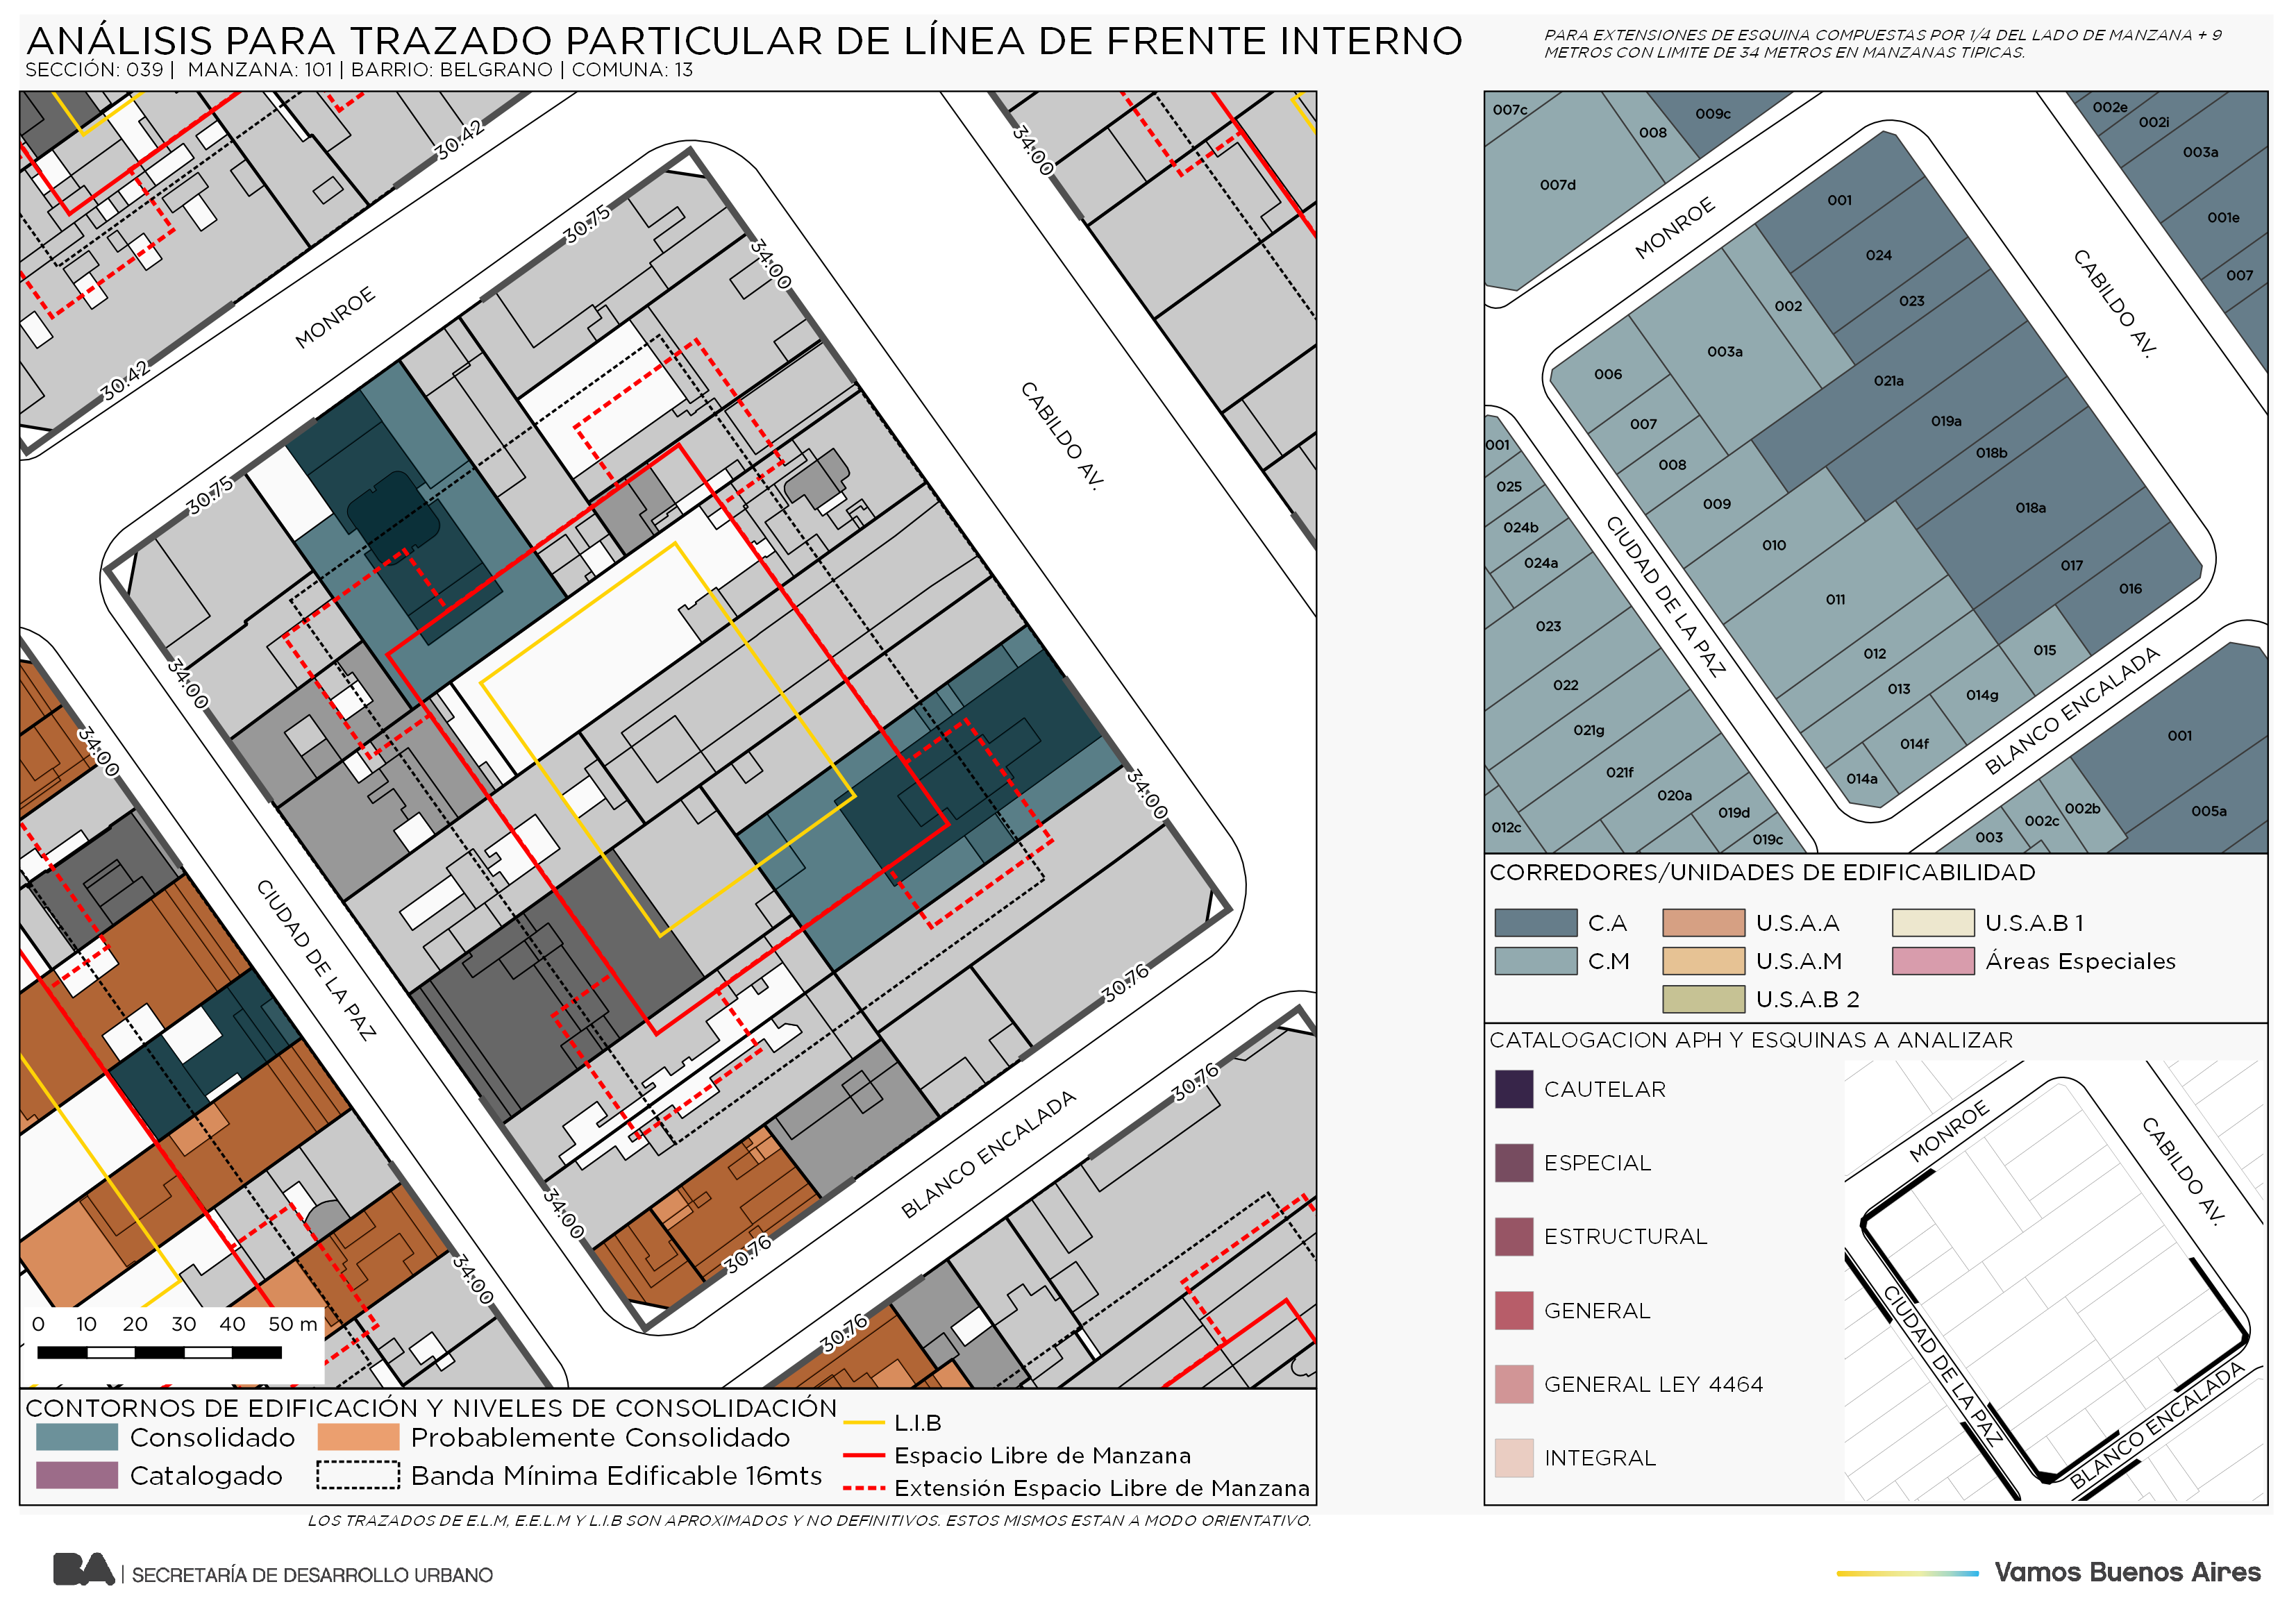 ANÁLISIS PARA TRAZADO PARTICULAR DE LÍNEA DE FRENTE INTERNO
SECCIÓN: 039 | MANZANA: 101 | BARRIO: BELGRANO | COMUNA: 13
PARA EXTENSIONES DE ESQUINA COMPUESTAS POR 1/4 DEL LADO DE MANZANA + 9
METROS CON LIMITE DE 34 METROS EN MANZANAS TIPICAS.
30.42
34.00
30.75
34.00
MONROE
30.42
CABILDO AV.
30.75
34.00
34.00
34.00
CIUDAD DE LA PAZ
30.76
30.76
BLANCO ENCALADA
34.00
30.76
34.00
30.76
0 10 20 30 40 50 m
CONTORNOS DE EDIFICACIÓN Y NIVELES DE CONSOLIDACIÓN
Consolidado
Probablemente Consolidado
Catalogado
Banda Mínima Edificable 16mts
L.I.B
Espacio Libre de Manzana
Extensión Espacio Libre de Manzana
007c
008
009c
002e
002i
003a
007d
001
001e
MONROE
024
007
CABILDO AV.
023
002
003a
006
021a
019a
007
001
018b
008
025
009
018a
024b
010
024a
017
016
011
CIUDAD DE LA PAZ
023
015
012
022
013
014g
021g
014f
BLANCO ENCALADA
001
021f
014a
020a
019d
002b
005a
012c
019c
003
002c
CORREDORES/UNIDADES DE EDIFICABILIDAD
C.A
U.S.A.A
U.S.A.B 1
C.M
U.S.A.M
Áreas Especiales
U.S.A.B 2
CATALOGACION APH Y ESQUINAS A ANALIZAR
CAUTELAR
ESPECIAL
ESTRUCTURAL
GENERAL
GENERAL LEY 4464
INTEGRAL
MONROE
CABILDO AV.
CIUDAD DE LA PAZ
BLANCO ENCALADA
LOS TRAZADOS DE E.L.M, E.E.L.M Y L.I.B SON APROXIMADOS Y NO DEFINITIVOS. ESTOS MISMOS ESTAN A MODO ORIENTATIVO.
BA | SECRETARÍA DE DESARROLLO URBANO
Vamos Buenos Aires